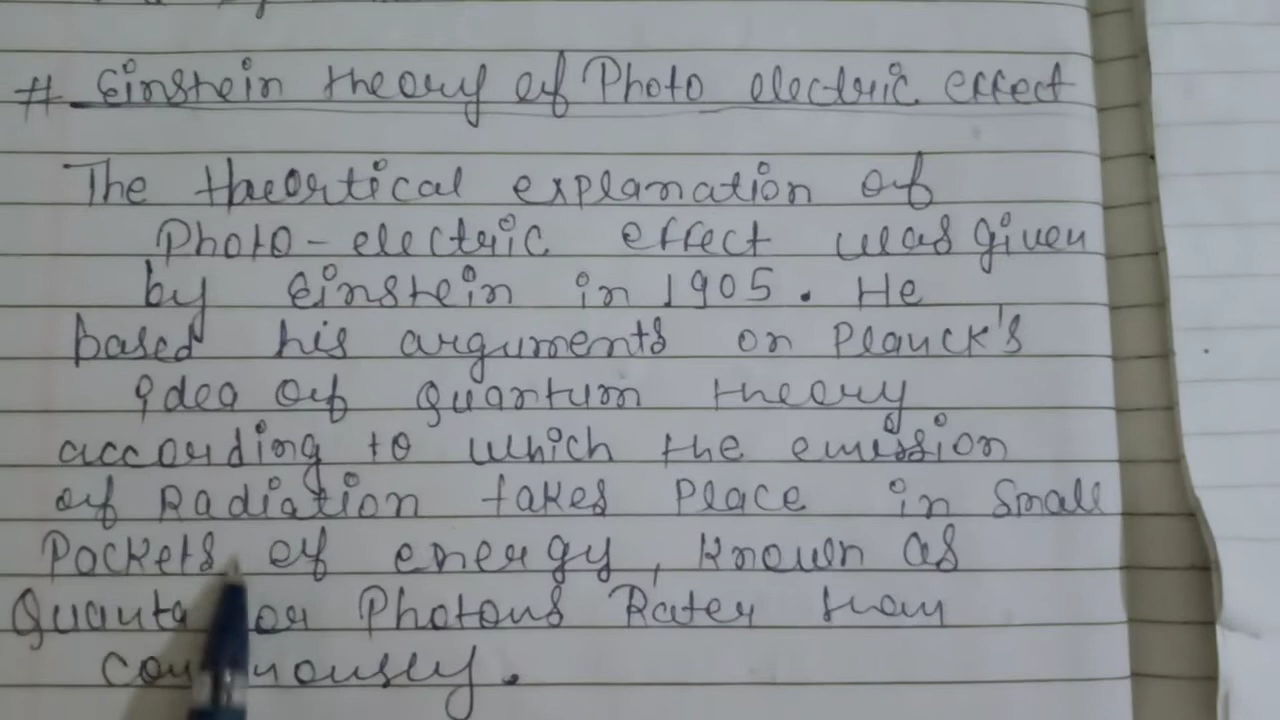 # Einstein theory of Photo electric effect
The theortical explanation of
Photo-electric effect was given
by Einstein in 1905. He
based his arguments on Planck's
idea of quantum theory
according to which the emission
of Radiation takes Place in Small
Pockets of energy, known as
Quanta or Photons Rater than